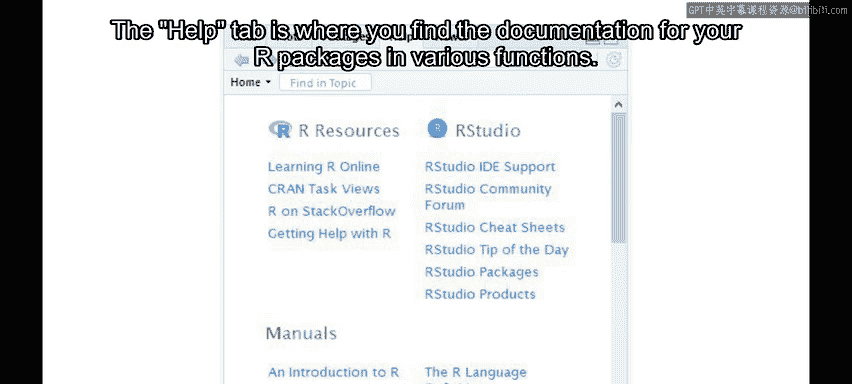 GPT中英字幕课程资源@bilibili.com
The "Help" tab is where you find the documentation for your
R packages in various functions.
Home
Find in Topic
R Resources
RStudio
Learning R Online
CRAN Task Views
R on StackOverflow
Getting Help with R
RStudio IDE Support
RStudio Community
Forum
RStudio Cheat Sheets
RStudio Tip of the Day
RStudio Packages
RStudio Products
Manuals
An Introduction to R
The R Language